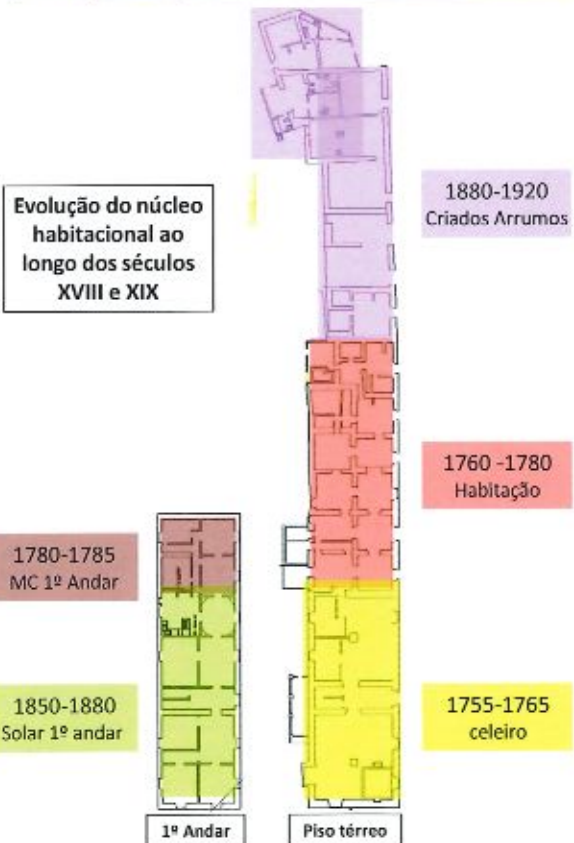 Evolução do núcleo
habitacional ao
longo dos séculos
XVIII e XIX
1880-1920
Criados Arrumos
1760 -1780
Habitação
1780-1785
MC 1º Andar
1850-1880
Solar 1º andar
1755-1765
celeiro
1º Andar
Piso térreo